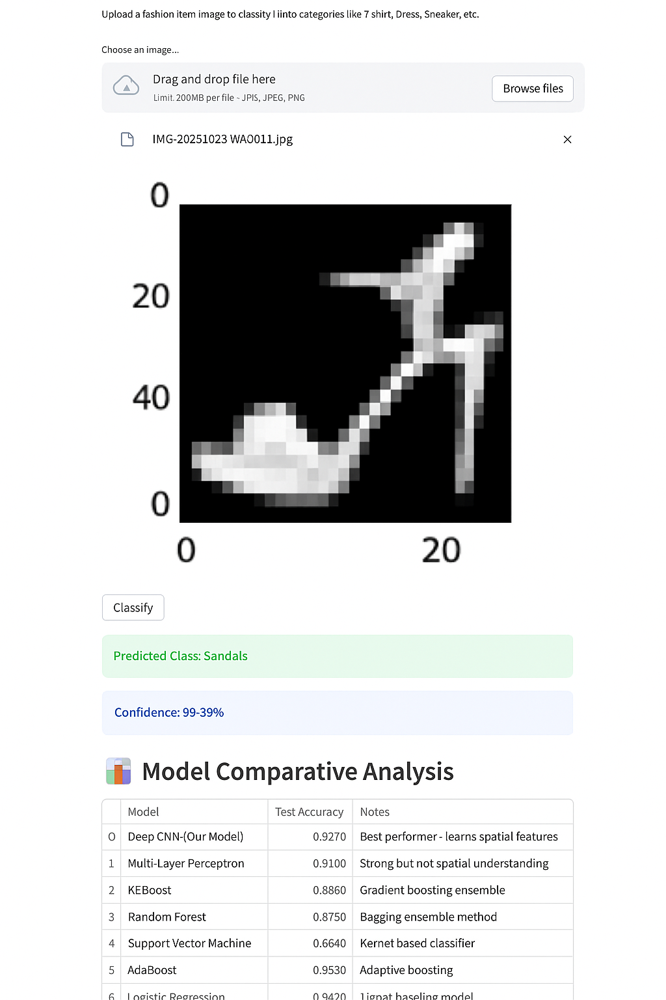 Upload a fashion item image to classity I iinto categories like 7 shirt, Dress, Sneaker, etc.
Choose an image...
Drag and drop file here
Limit. 200MB per file - JPIS, JPEG, PNG
Browse files
IMG-20251023 WAO011.jpg
0
20
40
0
0 20
Classify
Predicted Class: Sandals
Confidence: 99-39%
Model Comparative Analysis
Model Test Accuracy Notes
O Deep CNN-(Our Model) 0.9270 Best performer - learns spatial features
1 Multi-Layer Perceptron 0.9100 Strong but not spatial understanding
2 KEBoost 0.8860 Gradient boosting ensemble
3 Random Forest 0.8750 Bagging ensemble method
4 Support Vector Machine 0.6640 Kernet based classifier
5 AdaBoost 0.9530 Adaptive boosting
6 Logistic Regression 0.9420 1igpat baseling model